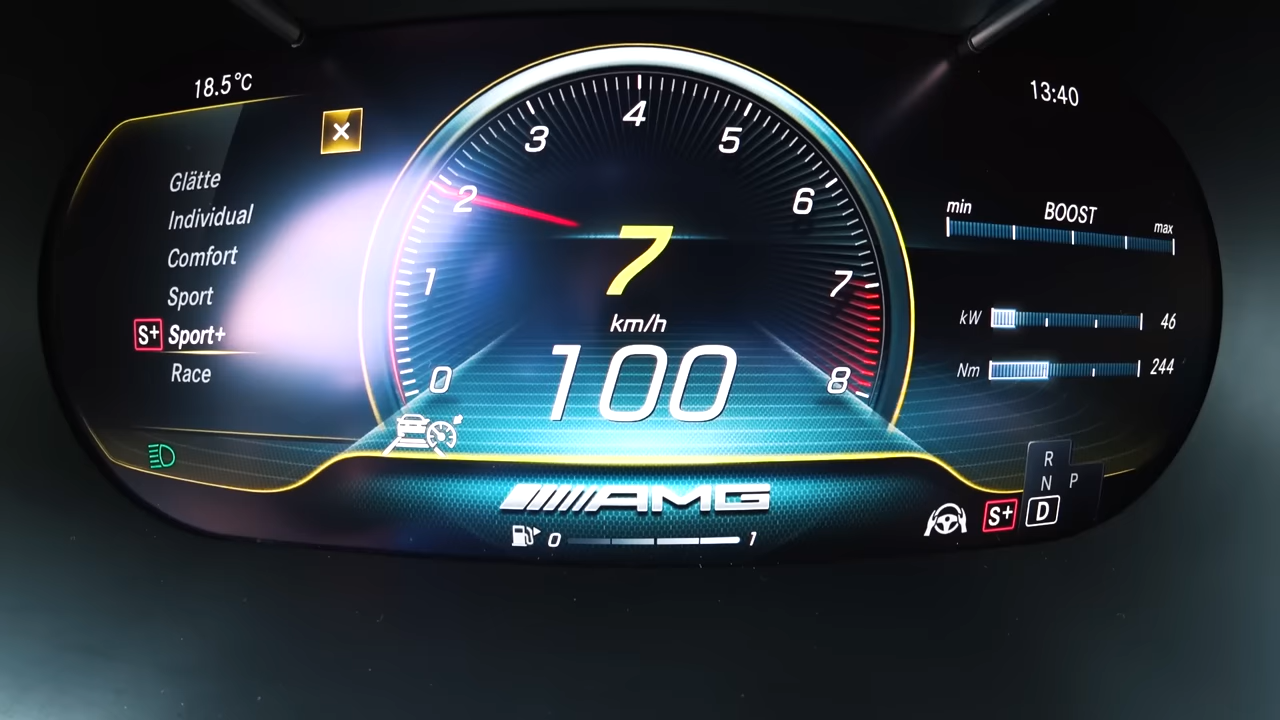 18.5°C
13:40
×
Glätte
Individual
Comfort
Sport
S+ Sport+
Race
0
1
2
3
4
5
6
7
8
7
km/h
100
min BOOST max
kW 46
Nm 244
R
N P
S+ D
AMG
0 1